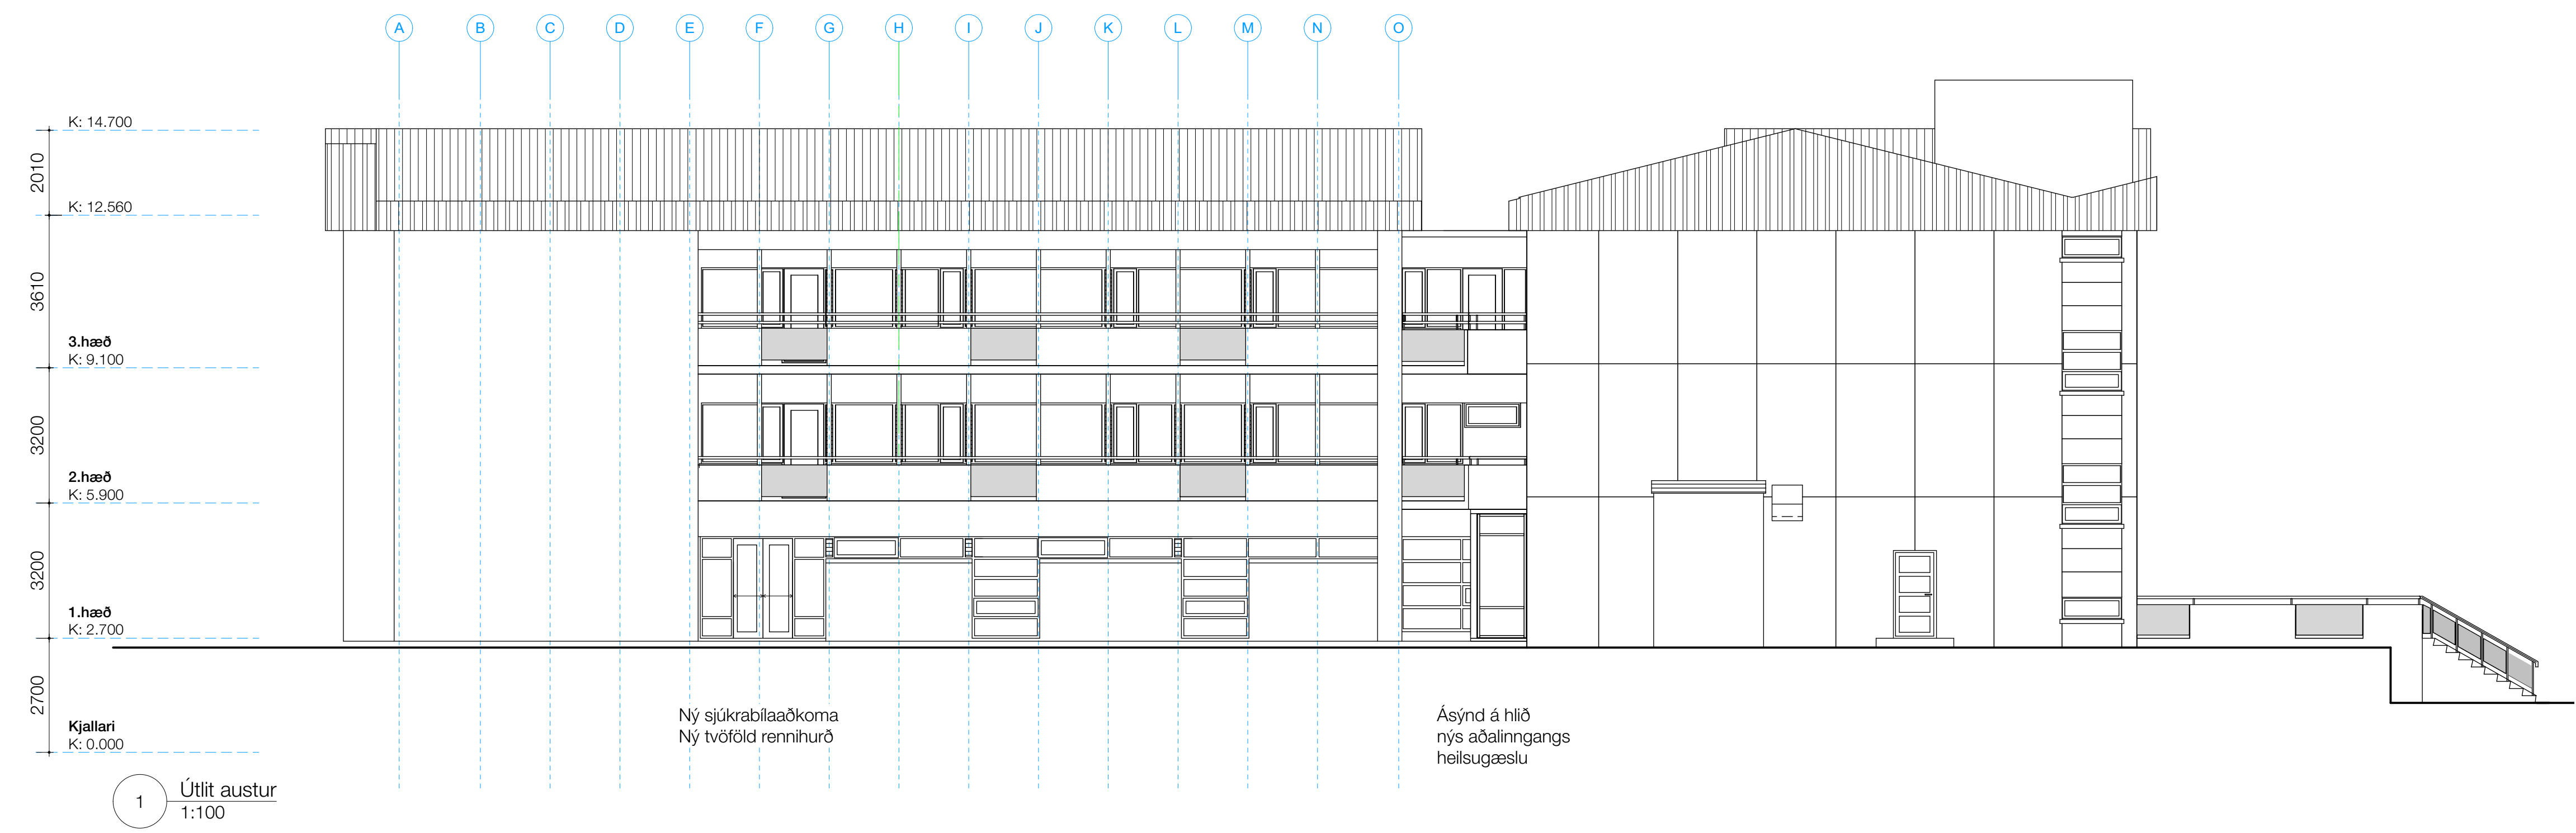 A B C D E F G H I J K L M N O
K: 14.700
2010
K: 12.560
3610
3.hæð
K: 9.100
3200
2.hæð
K: 5.900
3200
1.hæð
K: 2.700
2700
Kjallari
K: 0.000
Ný sjúkrabílaaðkoma
Ný tvöföld rennihurð
Ásýnd á hlið
nýs aðalinngangs
heilsugæslu
1
Útlit austur
1:100